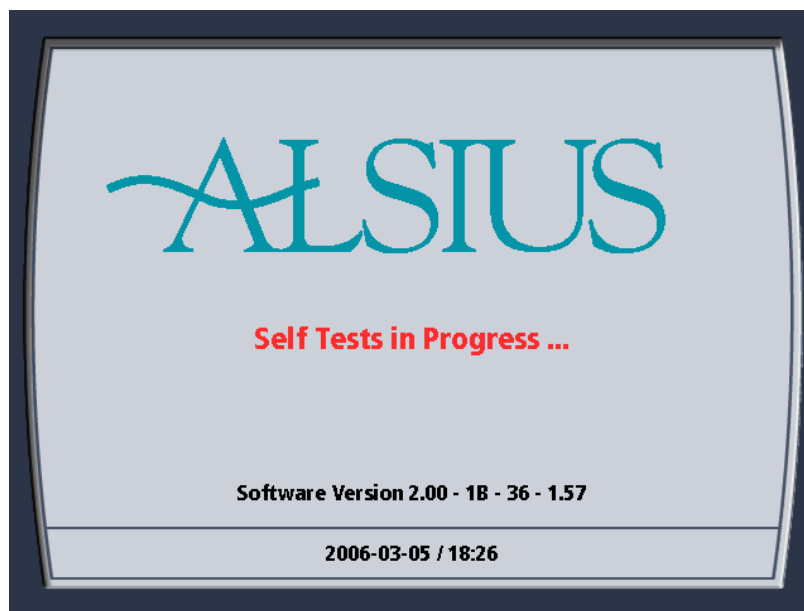 ALSIUS
Self Tests in Progress ...
Software Version 2.00 - 1B - 36 - 1.57
2006-03-05 / 18:26